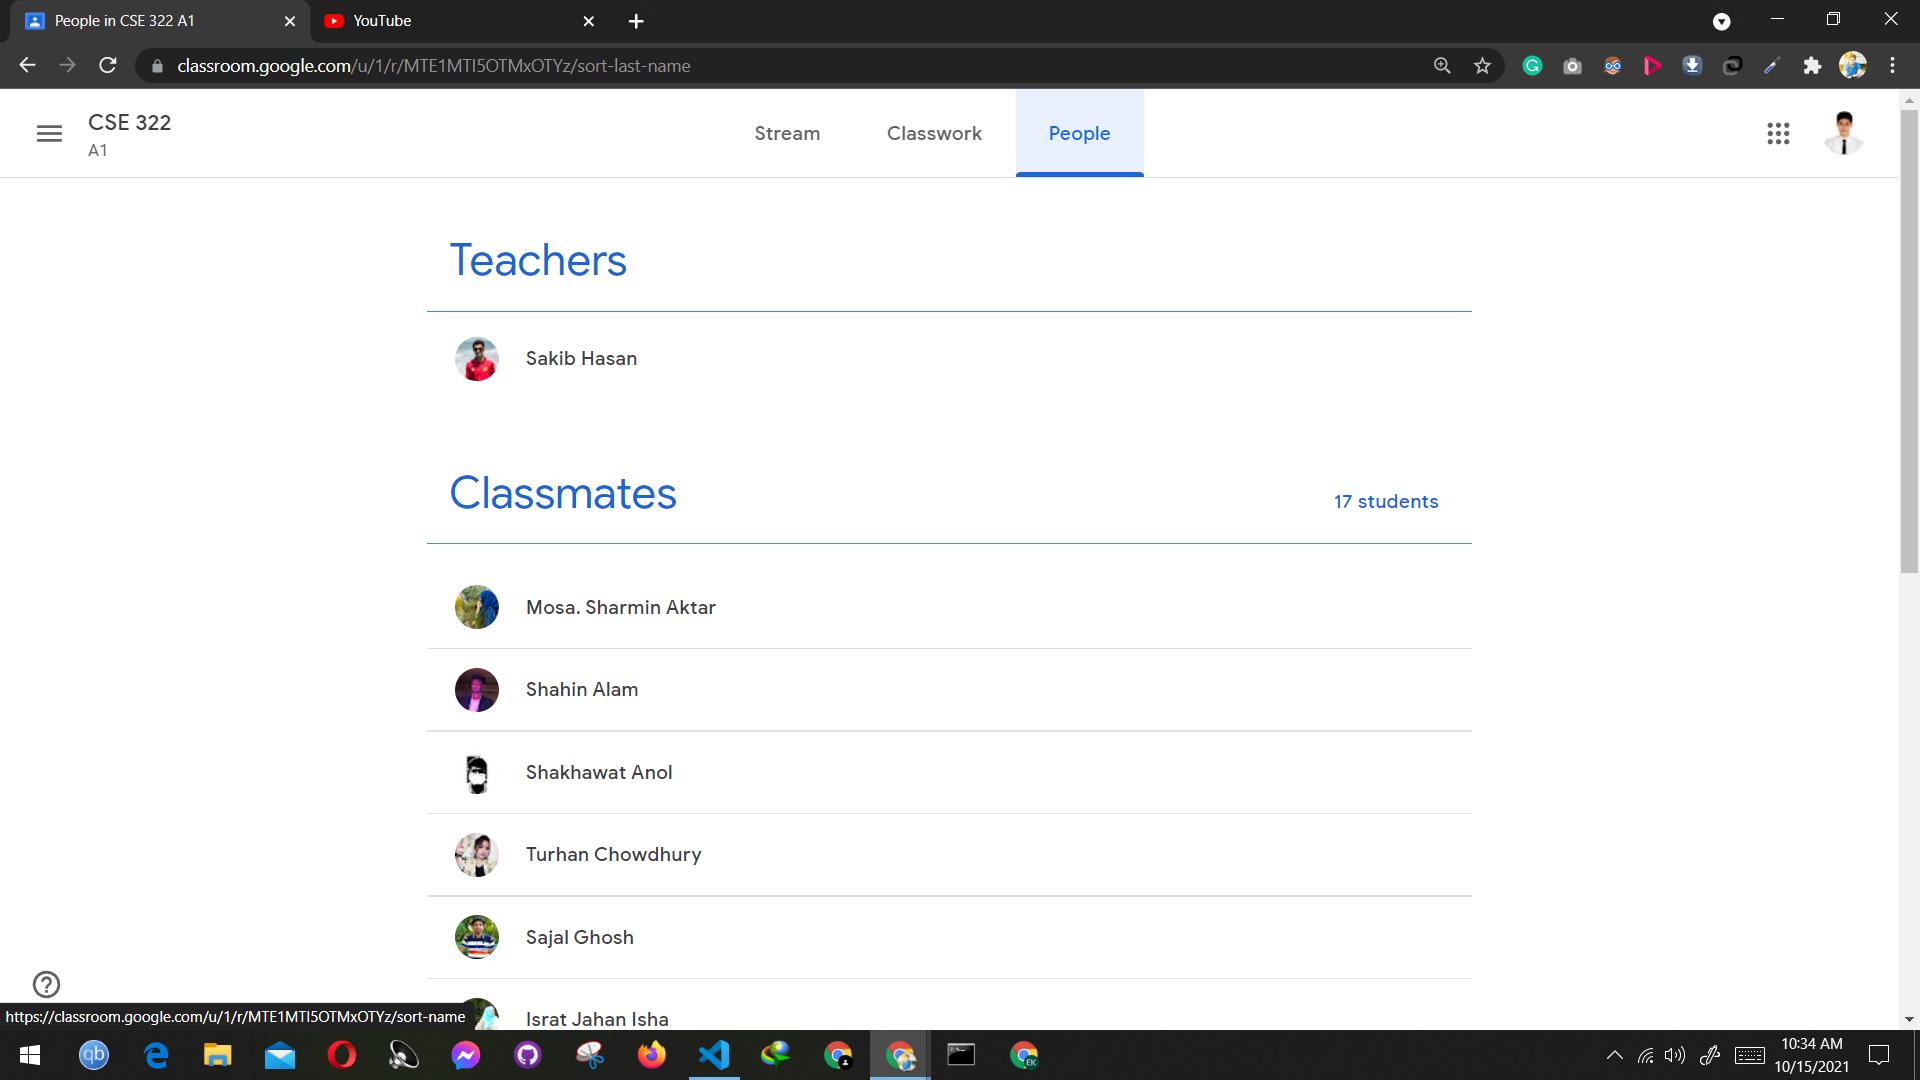 People in CSE 322 A1
YouTube
classroom.google.com/u/1/r/MTE1MTI5OTMxOTYz/sort-last-name
CSE 322
A1
Stream
Classwork
People
Teachers
Sakib Hasan
Classmates
17 students
Mosa. Sharmin Aktar
Shahin Alam
Shakhawat Anol
Turhan Chowdhury
Sajal Ghosh
Israt Jahan Isha
https://classroom.google.com/u/1/r/MTE1MTI5OTMxOTYz/sort-name
qb
EK
10:34 AM
10/15/2021